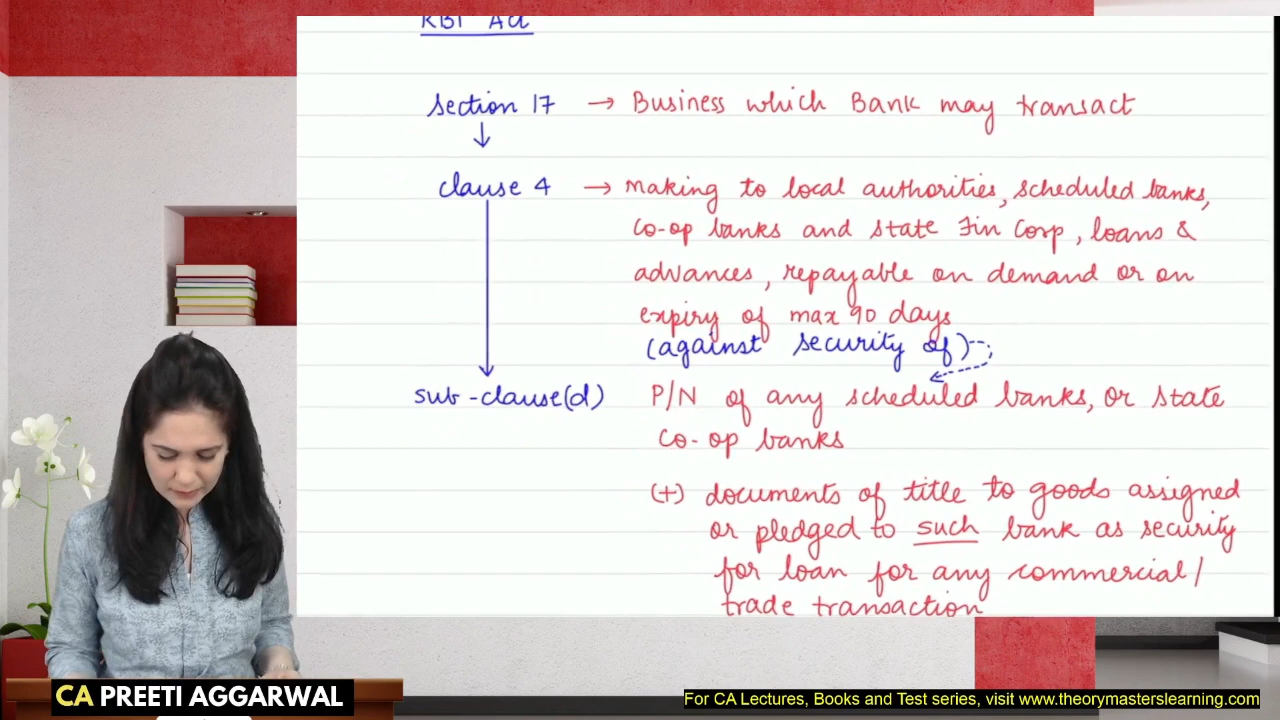 RBI Act
Section 17 → Business which Bank may transact
clause 4 → making to local authorities, scheduled banks,
co-op banks and state Fin Corp, loans &
advances, repayable on demand or on
expiry of max 90 days
(against security of)
sub-clause(d) P/N of any scheduled banks, or state
co-op banks
(+) documents of title to goods assigned
or pledged to such bank as security
for loan for any commercial/
trade transaction
CA PREETI AGGARWAL
For CA Lectures, Books and Test series, visit www.theorymasterslearning.com